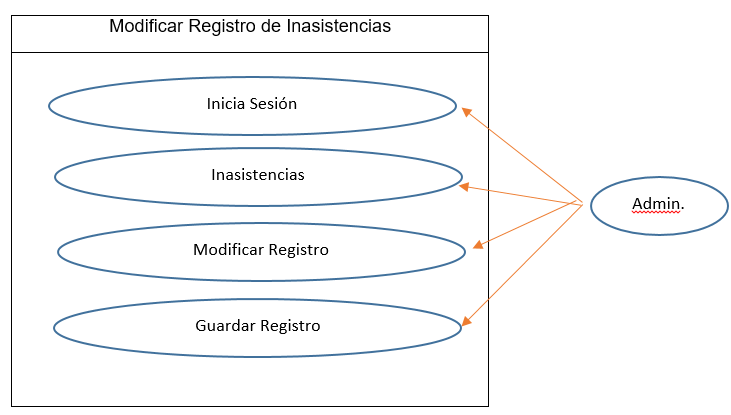 Modificar Registro de Inasistencias
Inicia Sesión
Inasistencias
Admin.
Modificar Registro
Guardar Registro